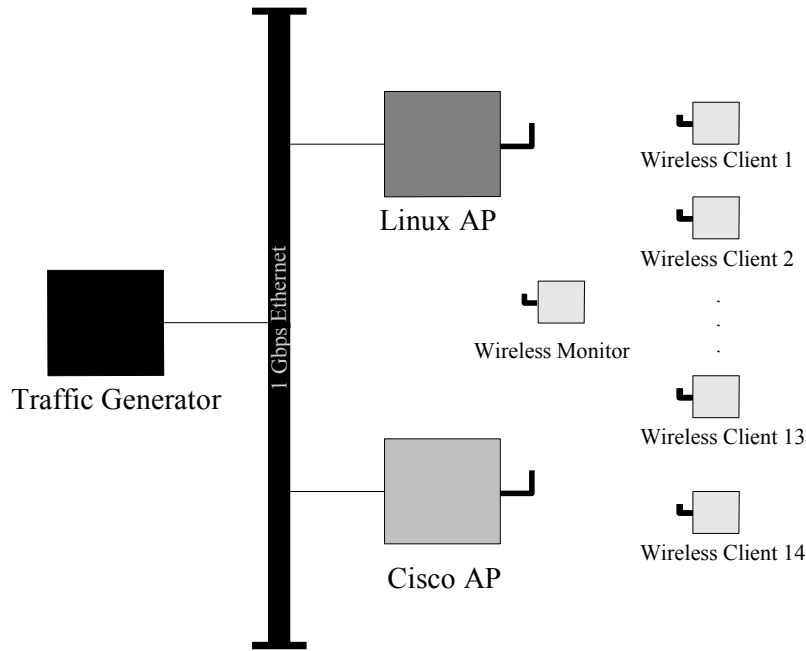 Wireless Client 1
Linux AP
Wireless Client 2
1 Gbps Ethernet
Wireless Monitor
Traffic Generator
Wireless Client 13
Cisco AP
Wireless Client 14